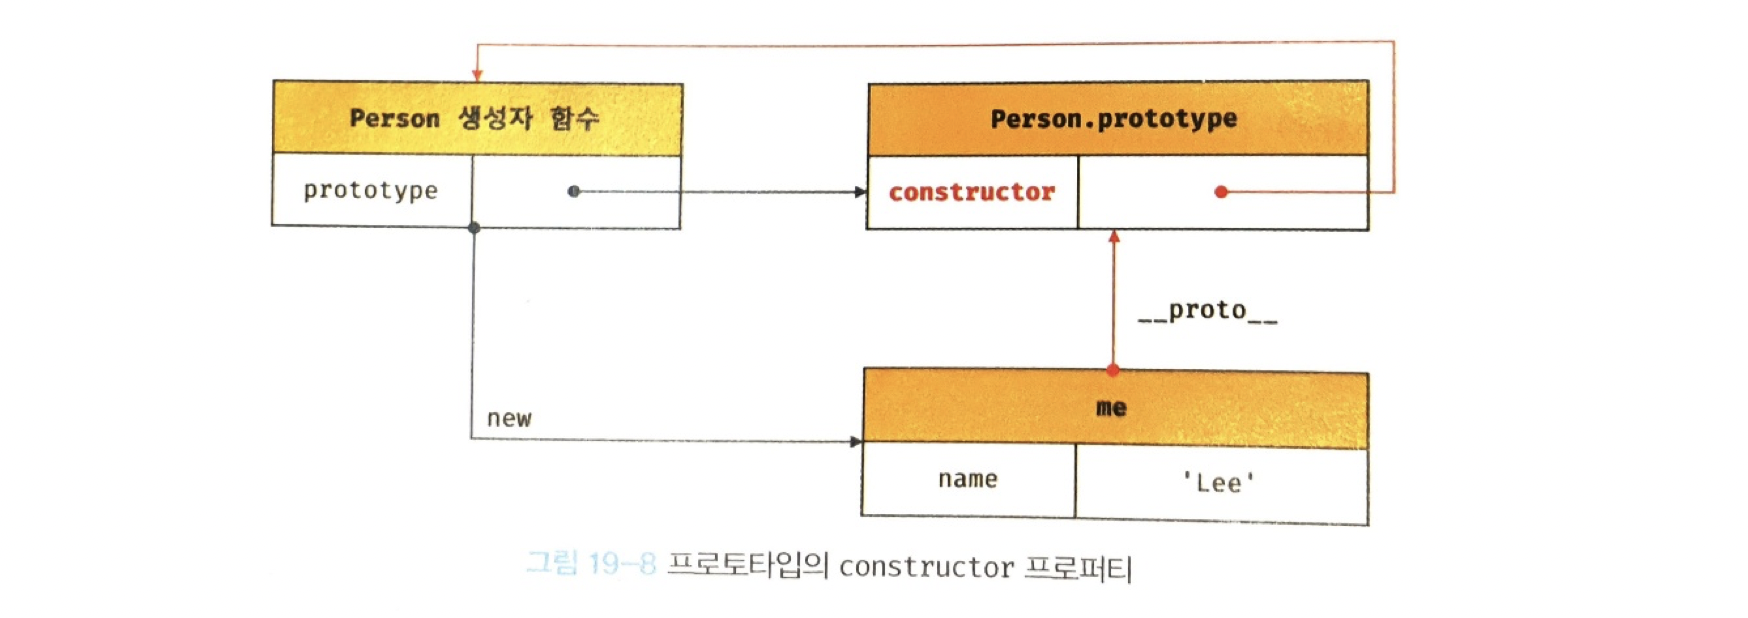 Person 생성자 함수
prototype
Person.prototype
constructor
__proto__
new
me
name
'Lee'
그림 19-8 프로토타입의 constructor 프로퍼티